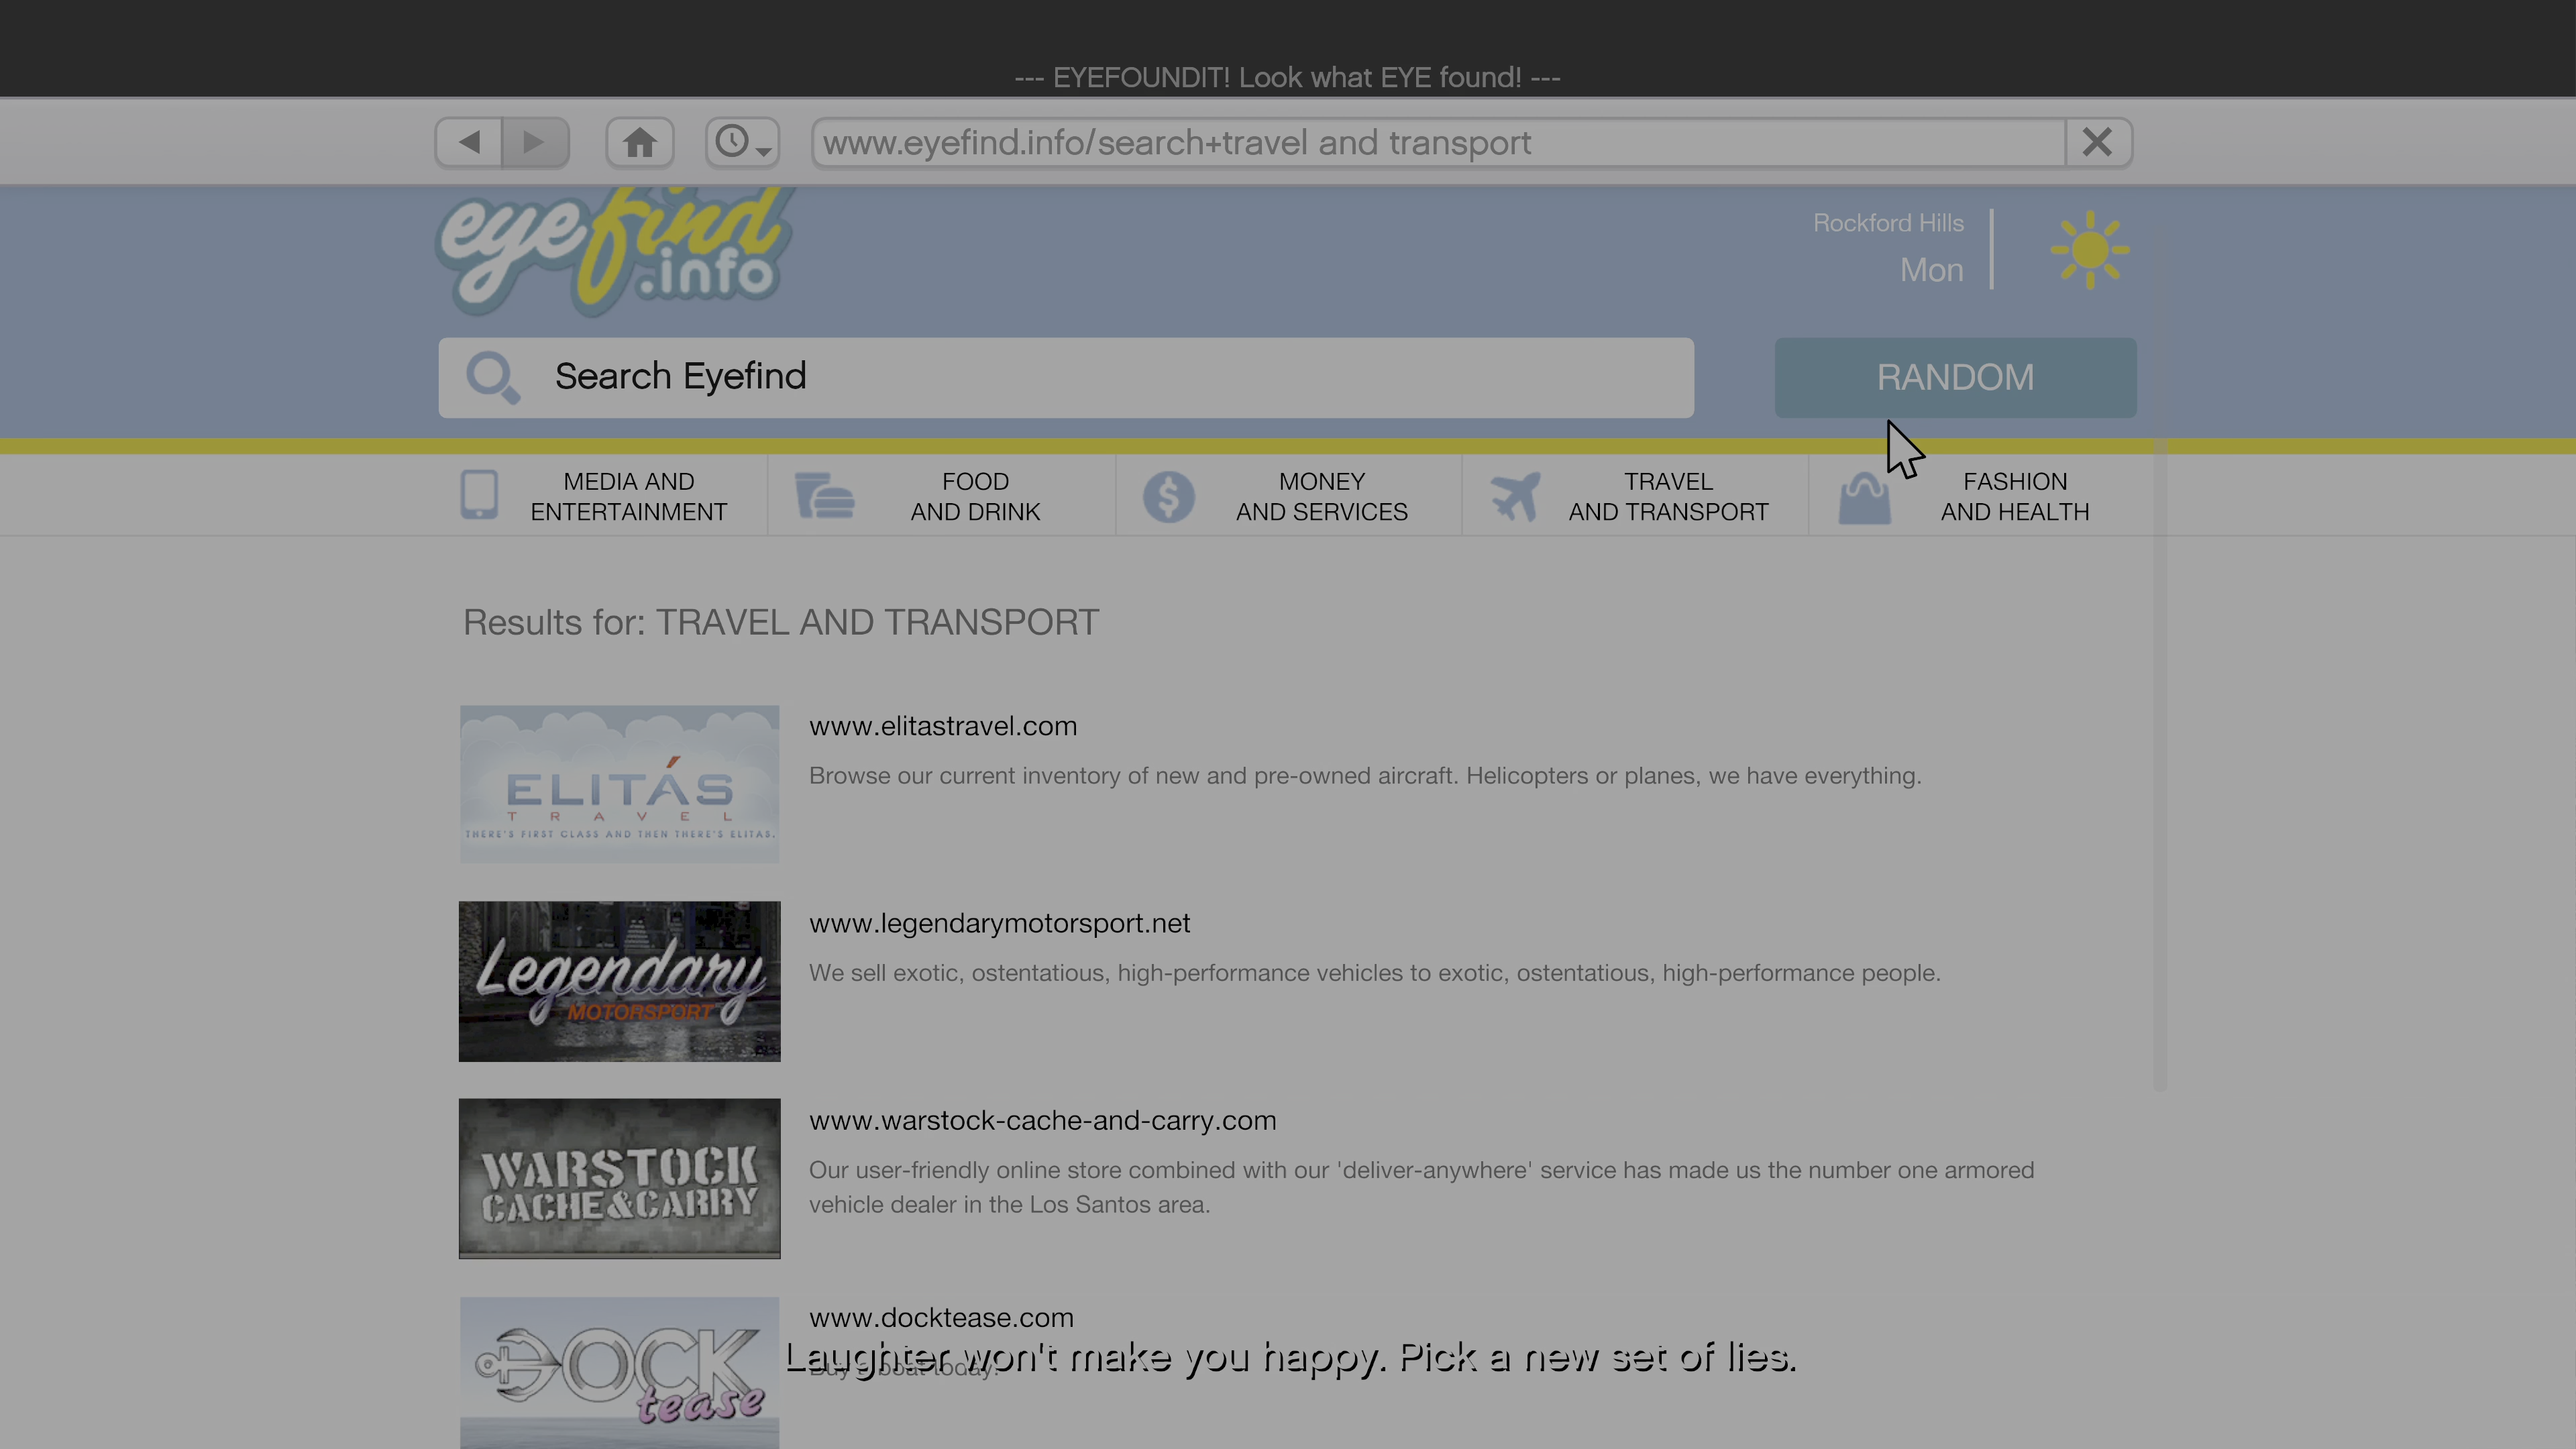 --- EYEFOUNDIT! Look what EYE found! ---
www.eyefind.info/search+travel and transport
eyefind
.info
Rockford Hills
Mon
Search Eyefind
RANDOM
MEDIA AND
ENTERTAINMENT
FOOD
AND DRINK
MONEY
AND SERVICES
TRAVEL
AND TRANSPORT
FASHION
AND HEALTH
Results for: TRAVEL AND TRANSPORT
ELITÁS
TRAVEL
THERE'S FIRST CLASS AND THEN THERE'S ELITAS.
www.elitastravel.com
Browse our current inventory of new and pre-owned aircraft. Helicopters or planes, we have everything.
Legendary
MOTORSPORT
www.legendarymotorsport.net
We sell exotic, ostentatious, high-performance vehicles to exotic, ostentatious, high-performance people.
WARSTOCK
CACHE&CARRY
www.warstock-cache-and-carry.com
Our user-friendly online store combined with our 'deliver-anywhere' service has made us the number one armored
vehicle dealer in the Los Santos area.
DOCK
tease
www.docktease.com
Buy a boat today!
Laughter won't make you happy. Pick a new set of lies.